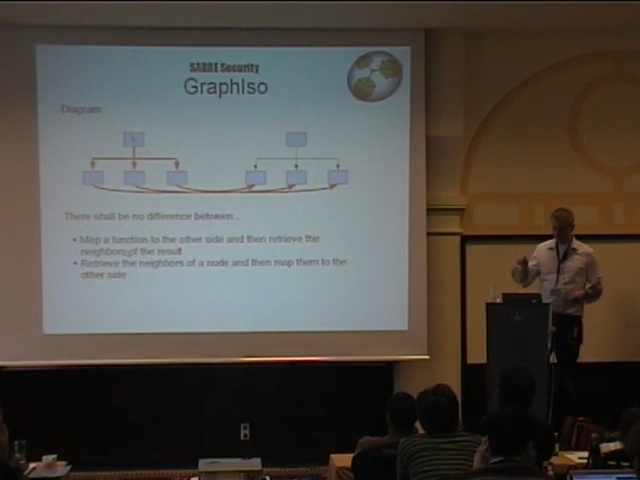 SABRE Security
GraphIso
Diagram:
There shall be no difference between...
• Map a function to the other side and then retrieve the
neighbors of the result
• Retrieve the neighbors of a node and then map them to the
other side